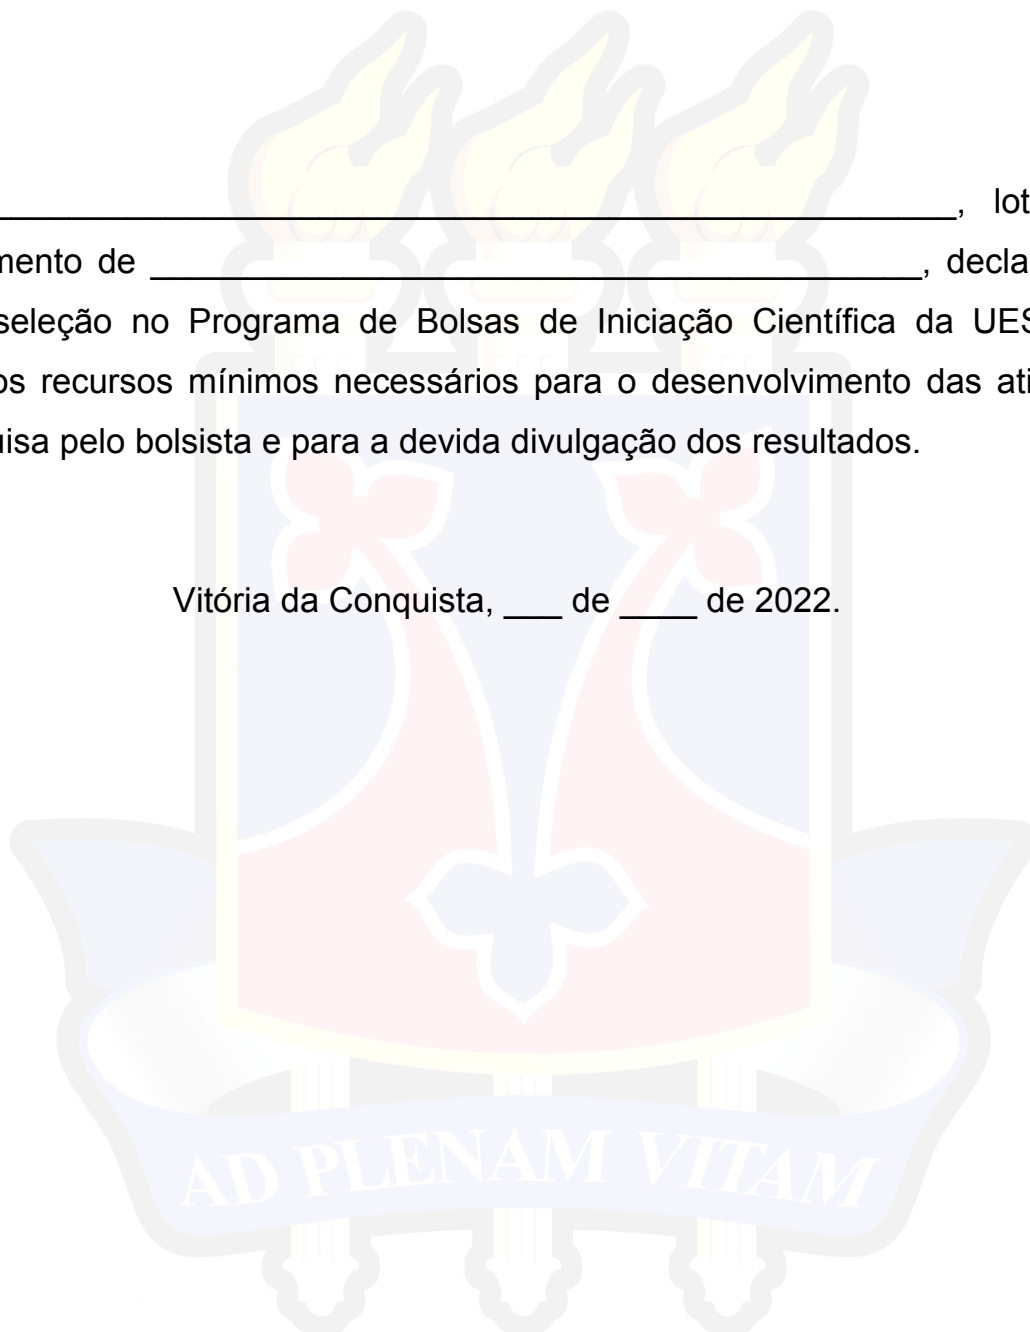 ____________________________________________________, lot
mento de ________________________________________, decla
seleção no Programa de Bolsas de Iniciação Científica da UES
os recursos mínimos necessários para o desenvolvimento das ati
uisa pelo bolsista e para a devida divulgação dos resultados.
Vitória da Conquista, ___ de ____ de 2022.
AD PLENAM VITAM